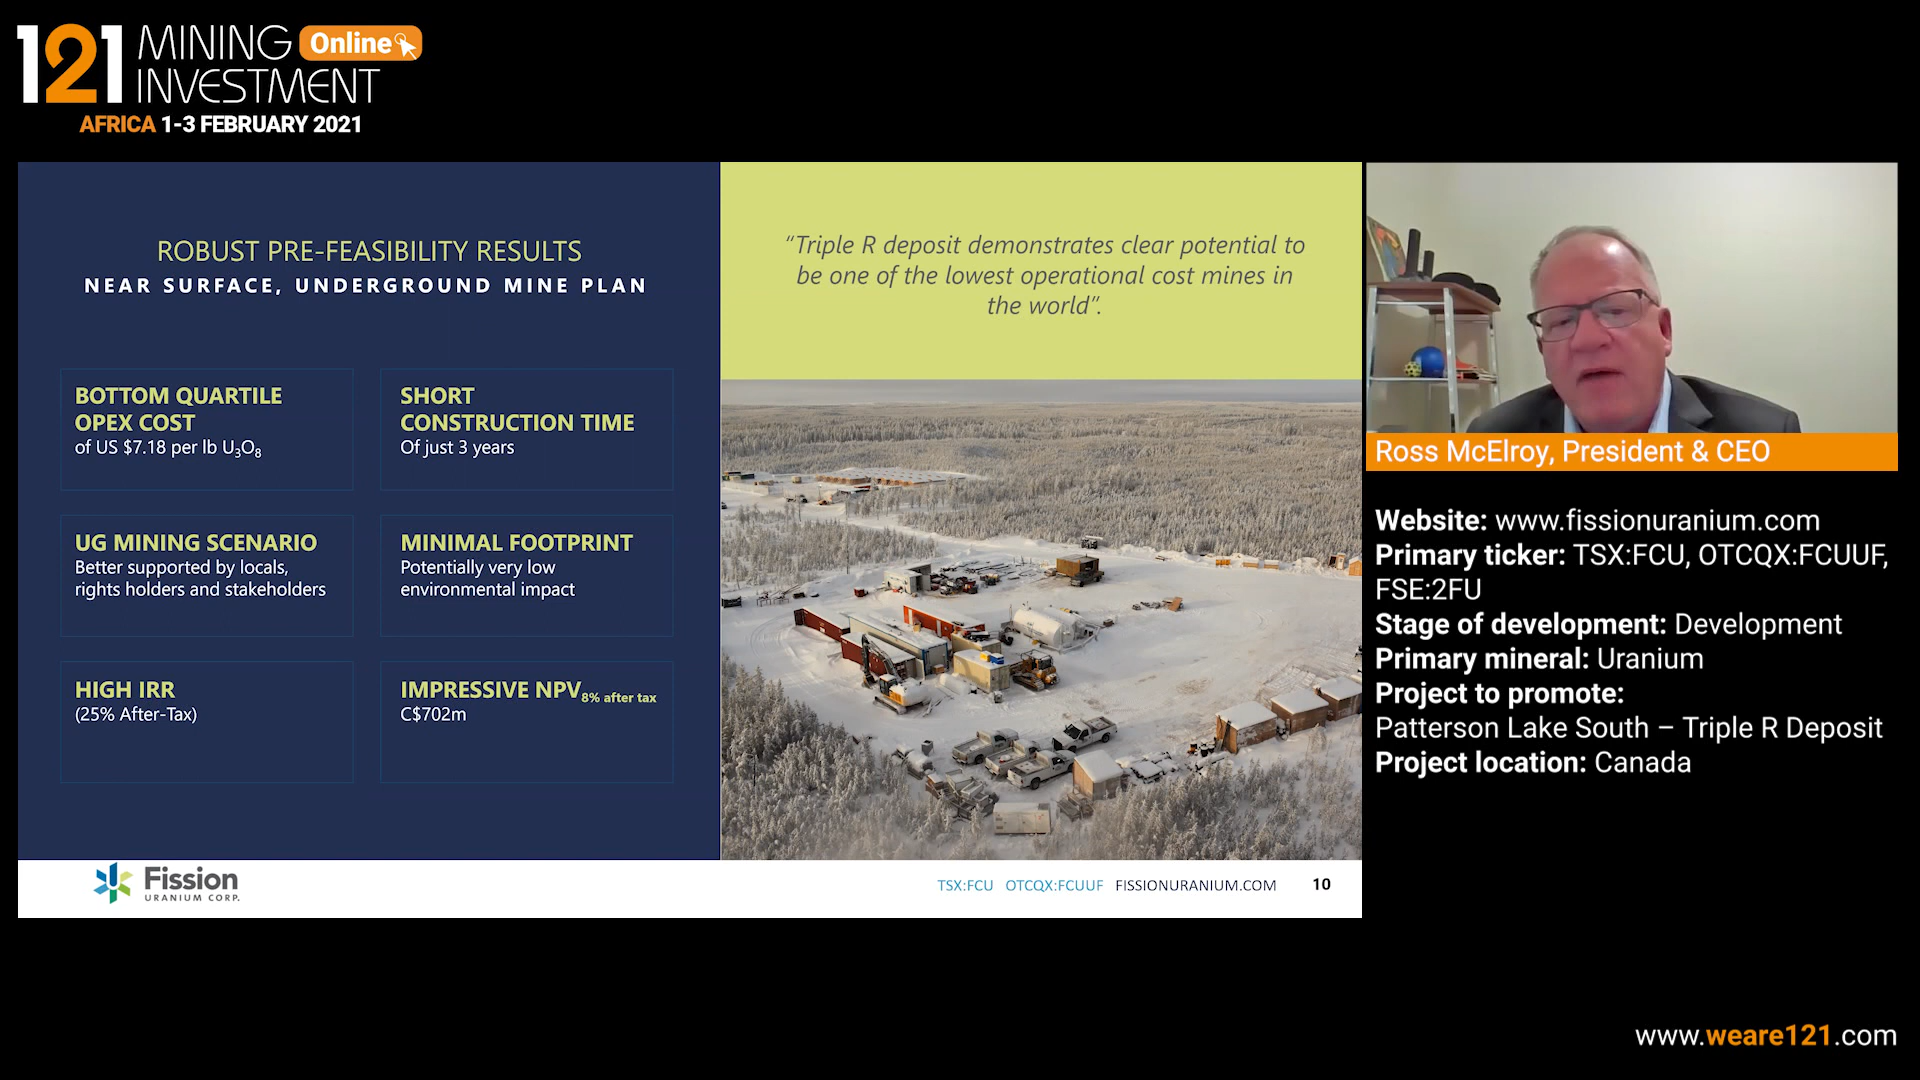 121 MINING Online
INVESTMENT
AFRICA 1-3 FEBRUARY 2021
ROBUST PRE-FEASIBILITY RESULTS
NEAR SURFACE, UNDERGROUND MINE PLAN
BOTTOM QUARTILE
OPEX COST
of US $7.18 per lb U₃O₈
SHORT
CONSTRUCTION TIME
Of just 3 years
UG MINING SCENARIO
Better supported by locals,
rights holders and stakeholders
MINIMAL FOOTPRINT
Potentially very low
environmental impact
HIGH IRR
(25% After-Tax)
IMPRESSIVE NPV8% after tax
C$702m
“Triple R deposit demonstrates clear potential to
be one of the lowest operational cost mines in
the world”.
Fission
URANIUM CORP.
TSX:FCU OTCQX:FCUUF FISSIONURANIUM.COM 10
Ross McElroy, President & CEO
Website: www.fissionuranium.com
Primary ticker: TSX:FCU, OTCQX:FCUUF,
FSE:2FU
Stage of development: Development
Primary mineral: Uranium
Project to promote:
Patterson Lake South – Triple R Deposit
Project location: Canada
www.weare121.com